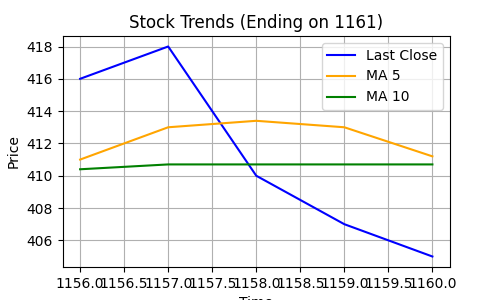 Stock Trends (Ending on 1161)
Last Close
MA 5
MA 10
Price
418
416
414
412
410
408
406
1156.0 1156.5 1157.0 1157.5 1158.0 1158.5 1159.0 1159.5 1160.0
Time